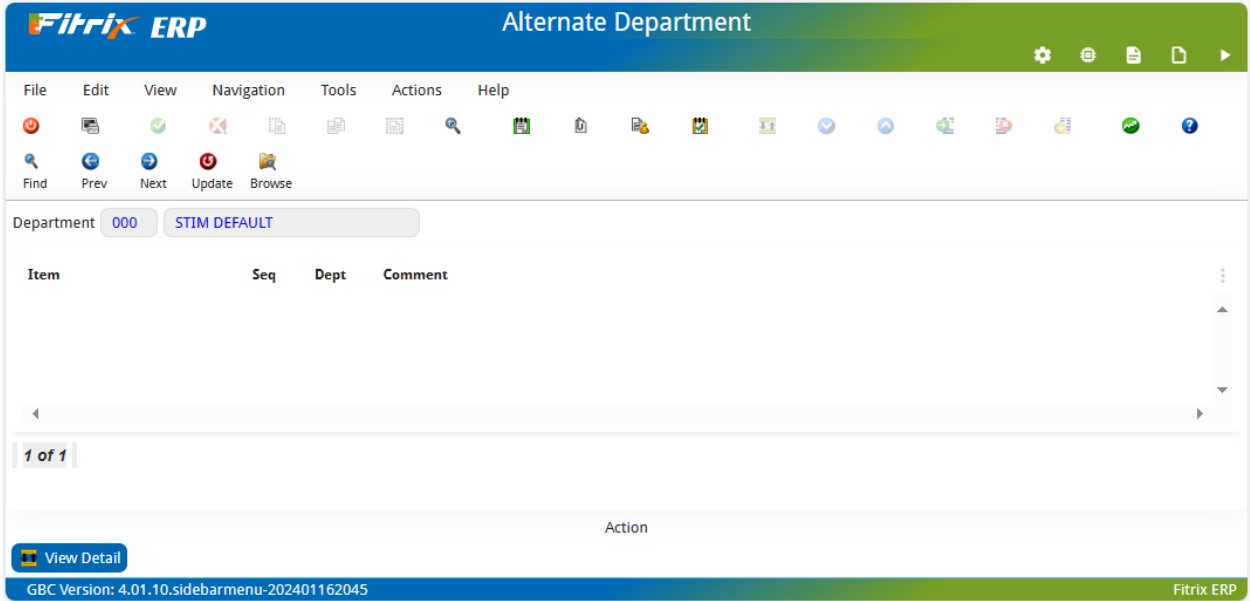 Fitrix ERP
Alternate Department
File Edit View Navigation Tools Actions Help
Find Prev Next Update Browse
Department 000 STIM DEFAULT
Item Seq Dept Comment
1 of 1
Action
View Detail
GBC Version: 4.01.10.sidebarmenu-202401162045 Fitrix ERP